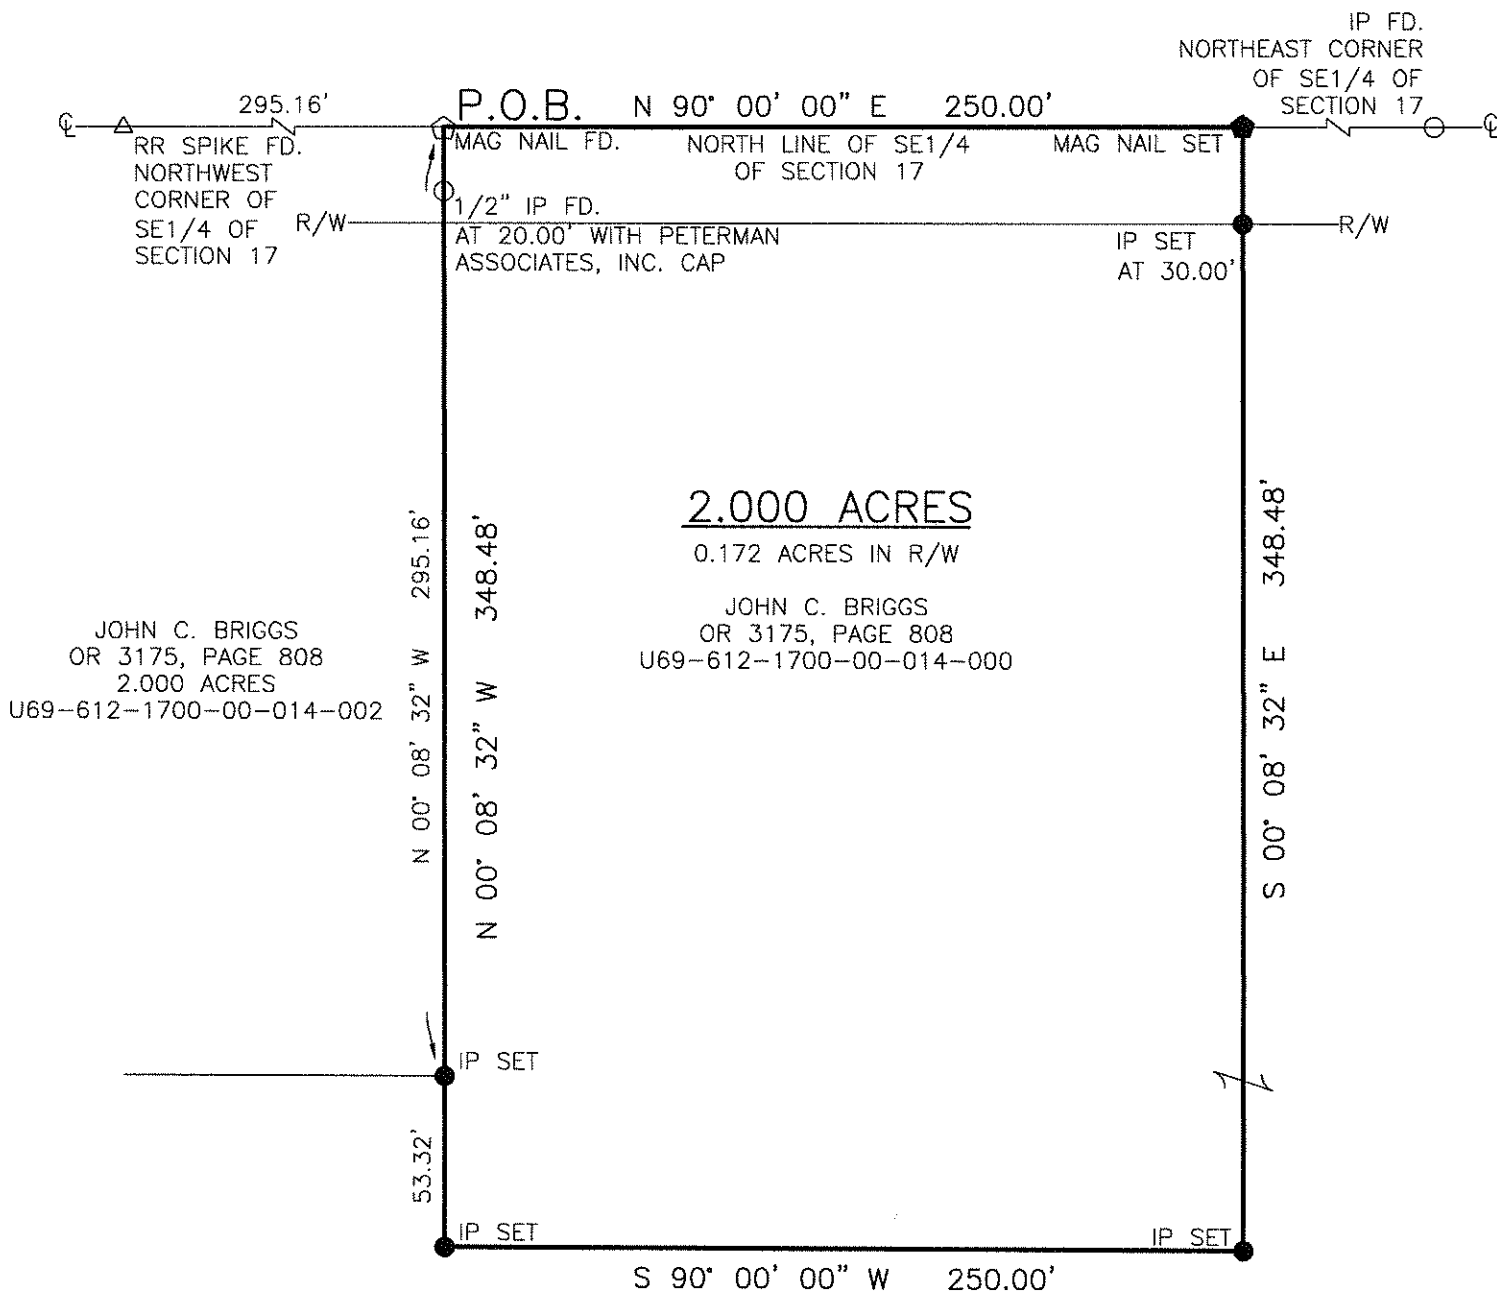 IP FD.
NORTHEAST CORNER
OF SE1/4 OF
SECTION 17
295.16'
P.O.B. N 90° 00' 00" E 250.00'
℄
℄
RR SPIKE FD.
NORTHWEST
CORNER OF
SE1/4 OF
SECTION 17
MAG NAIL FD.
NORTH LINE OF SE1/4
OF SECTION 17
MAG NAIL SET
1/2" IP FD.
AT 20.00' WITH PETERMAN
ASSOCIATES, INC. CAP
R/W
R/W
IP SET
AT 30.00'
2.000 ACRES
0.172 ACRES IN R/W
JOHN C. BRIGGS
OR 3175, PAGE 808
U69-612-1700-00-014-000
JOHN C. BRIGGS
OR 3175, PAGE 808
2.000 ACRES
U69-612-1700-00-014-002
N 00° 08' 32" W 295.16'
N 00° 08' 32" W 348.48'
S 00° 08' 32" E 348.48'
IP SET
53.32'
IP SET
IP SET
S 90° 00' 00" W 250.00'